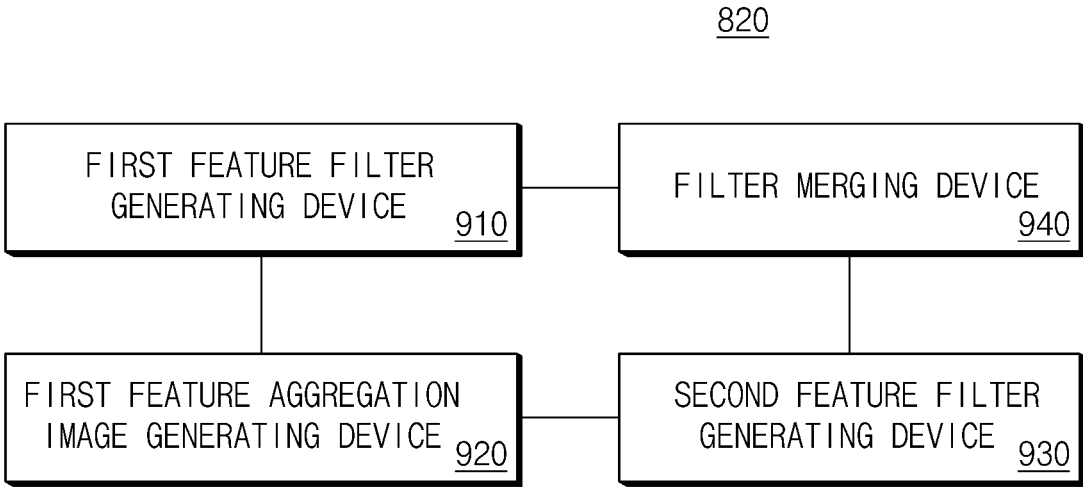 820
FIRST FEATURE FILTER
GENERATING DEVICE
910
FILTER MERGING DEVICE
940
FIRST FEATURE AGGREGATION
IMAGE GENERATING DEVICE
920
SECOND FEATURE FILTER
GENERATING DEVICE
930